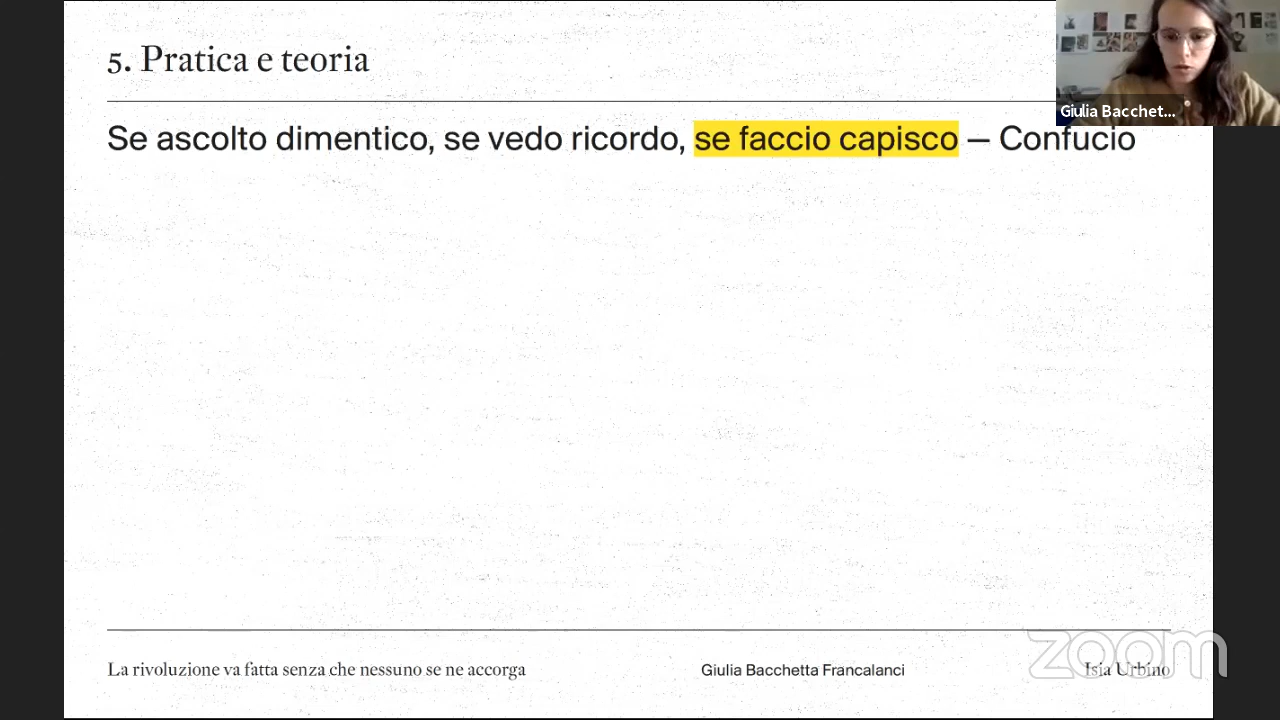 5. Pratica e teoria
Giulia Bacchet...
Se ascolto dimentico, se vedo ricordo, se faccio capisco — Confucio
La rivoluzione va fatta senza che nessuno se ne accorga
Giulia Bacchetta Francalanci
Isia Urbino
zoom